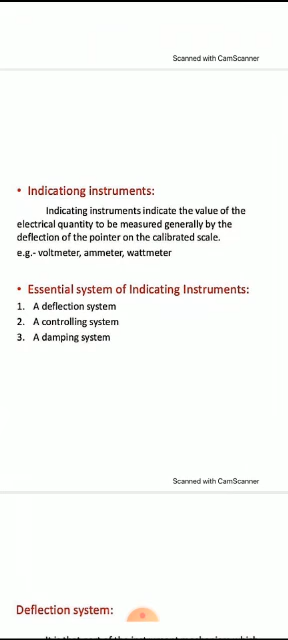 Scanned with CamScanner
• Indicationg instruments:
Indicating instruments indicate the value of the
electrical quantity to be measured generally by the
deflection of the pointer on the calibrated scale.
e.g.- voltmeter, ammeter, wattmeter
• Essential system of Indicating Instruments:
1. A deflection system
2. A controlling system
3. A damping system
Scanned with CamScanner
Deflection system: